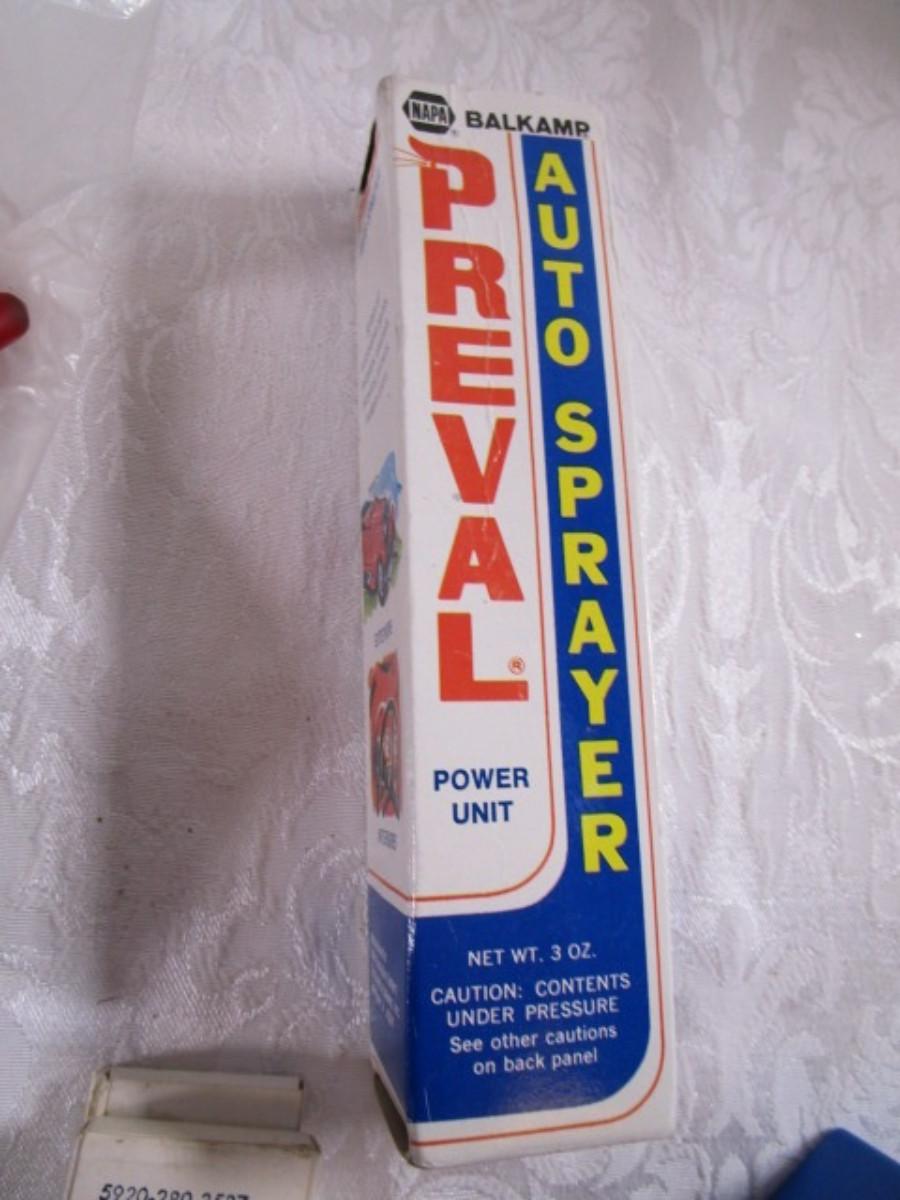 NAPA ® BALKAMP
PREVAL®
AUTO SPRAYER
POWER
UNIT
NET WT. 3 OZ.
CAUTION: CONTENTS
UNDER PRESSURE
See other cautions
on back panel